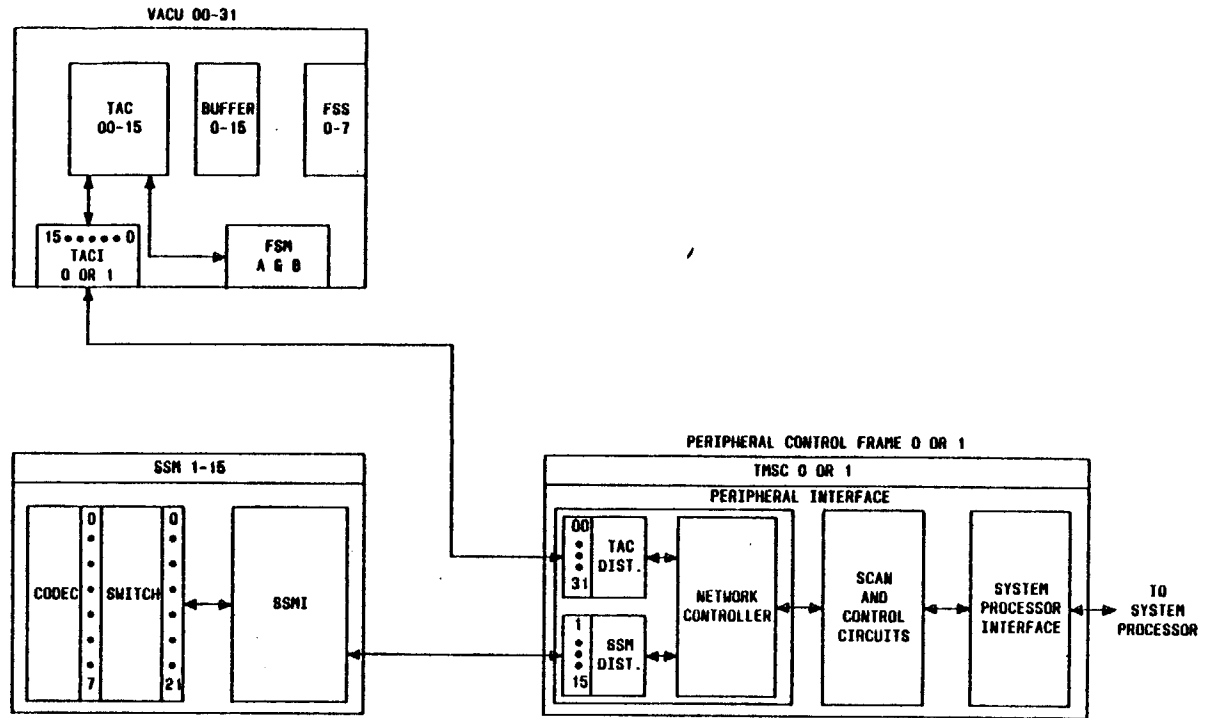 VACU 00-31
TAC
00-15
BUFFER
0-15
FSS
0-7
15 0
TACI
0 OR 1
FSM
A & B
SSM 1-15
CODEC
0
7
SWITCH
0
21
SSMI
PERIPHERAL CONTROL FRAME 0 OR 1
TMSC 0 OR 1
PERIPHERAL INTERFACE
00
31
TAC
DIST.
1
15
SSM
DIST.
NETWORK
CONTROLLER
SCAN
AND
CONTROL
CIRCUITS
SYSTEM
PROCESSOR
INTERFACE
TO
SYSTEM
PROCESSOR